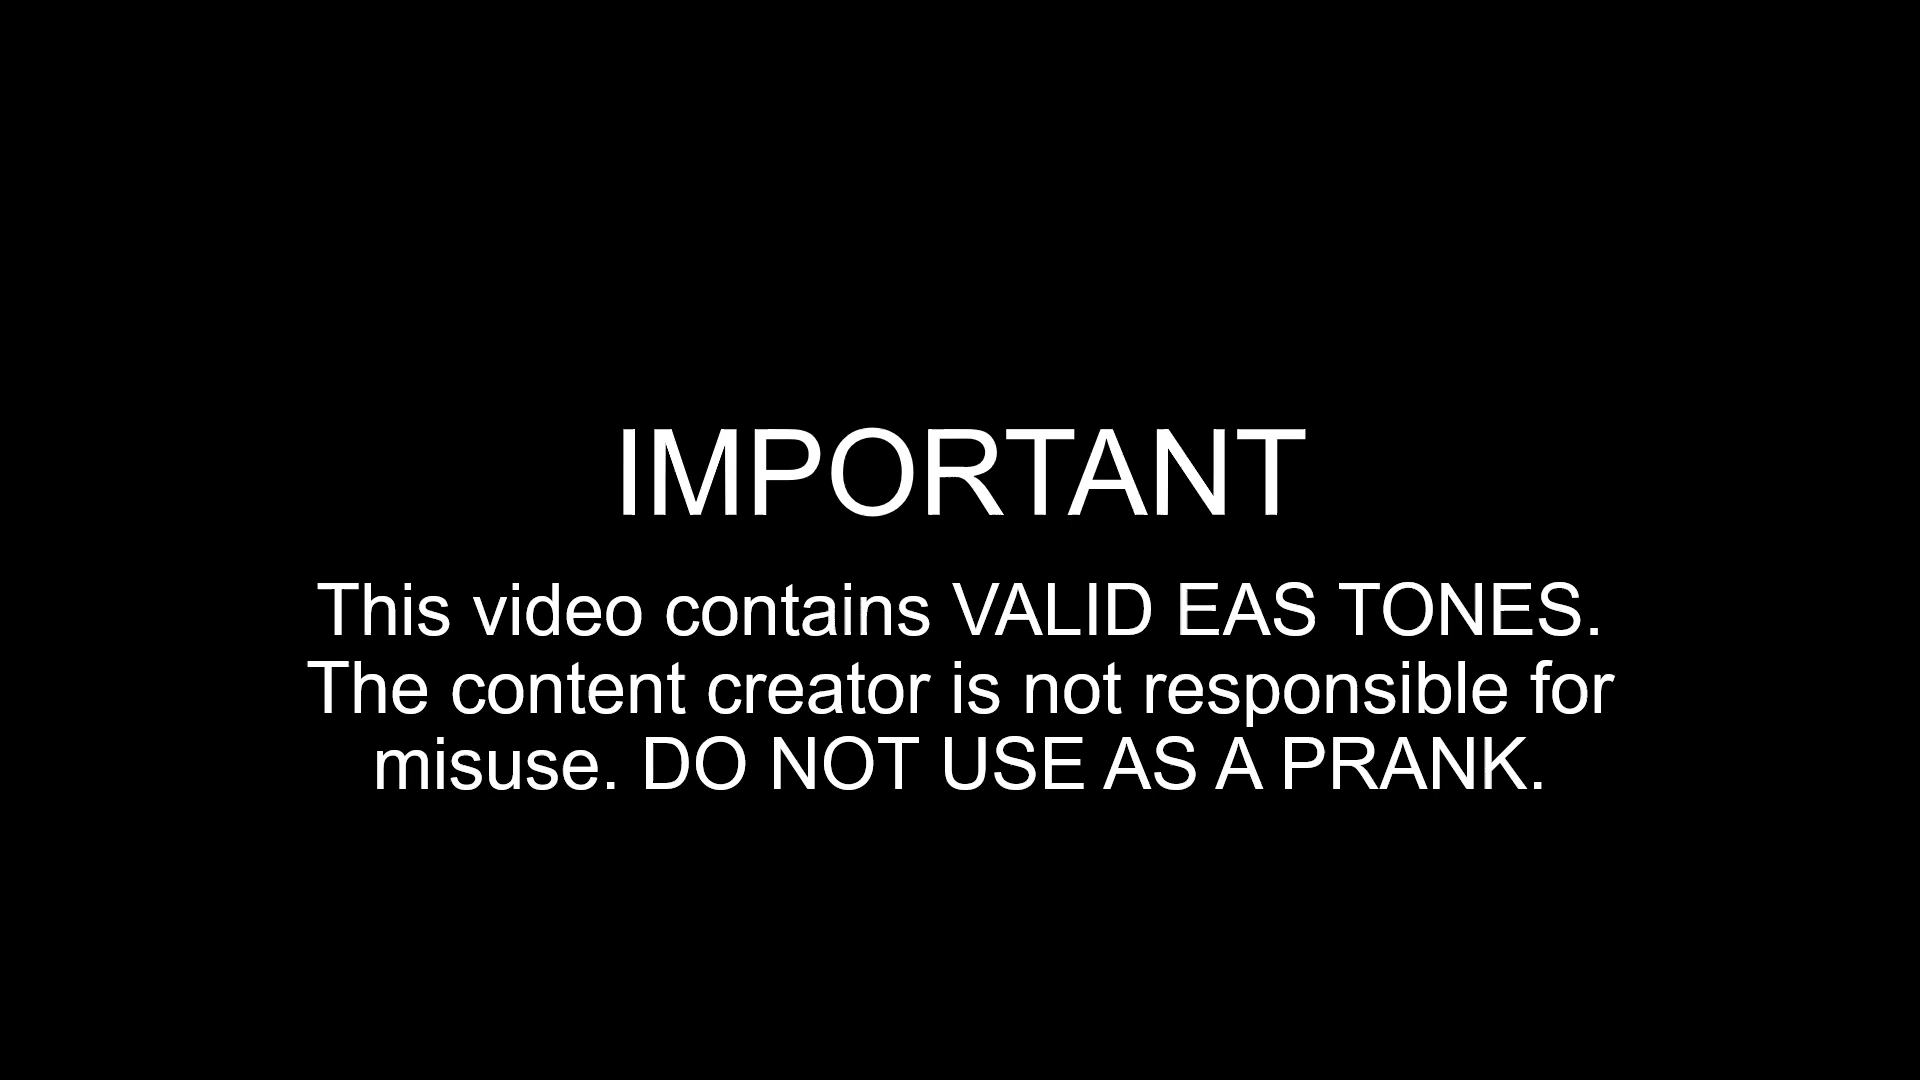 IMPORTANT
This video contains VALID EAS TONES.
The content creator is not responsible for
misuse. DO NOT USE AS A PRANK.